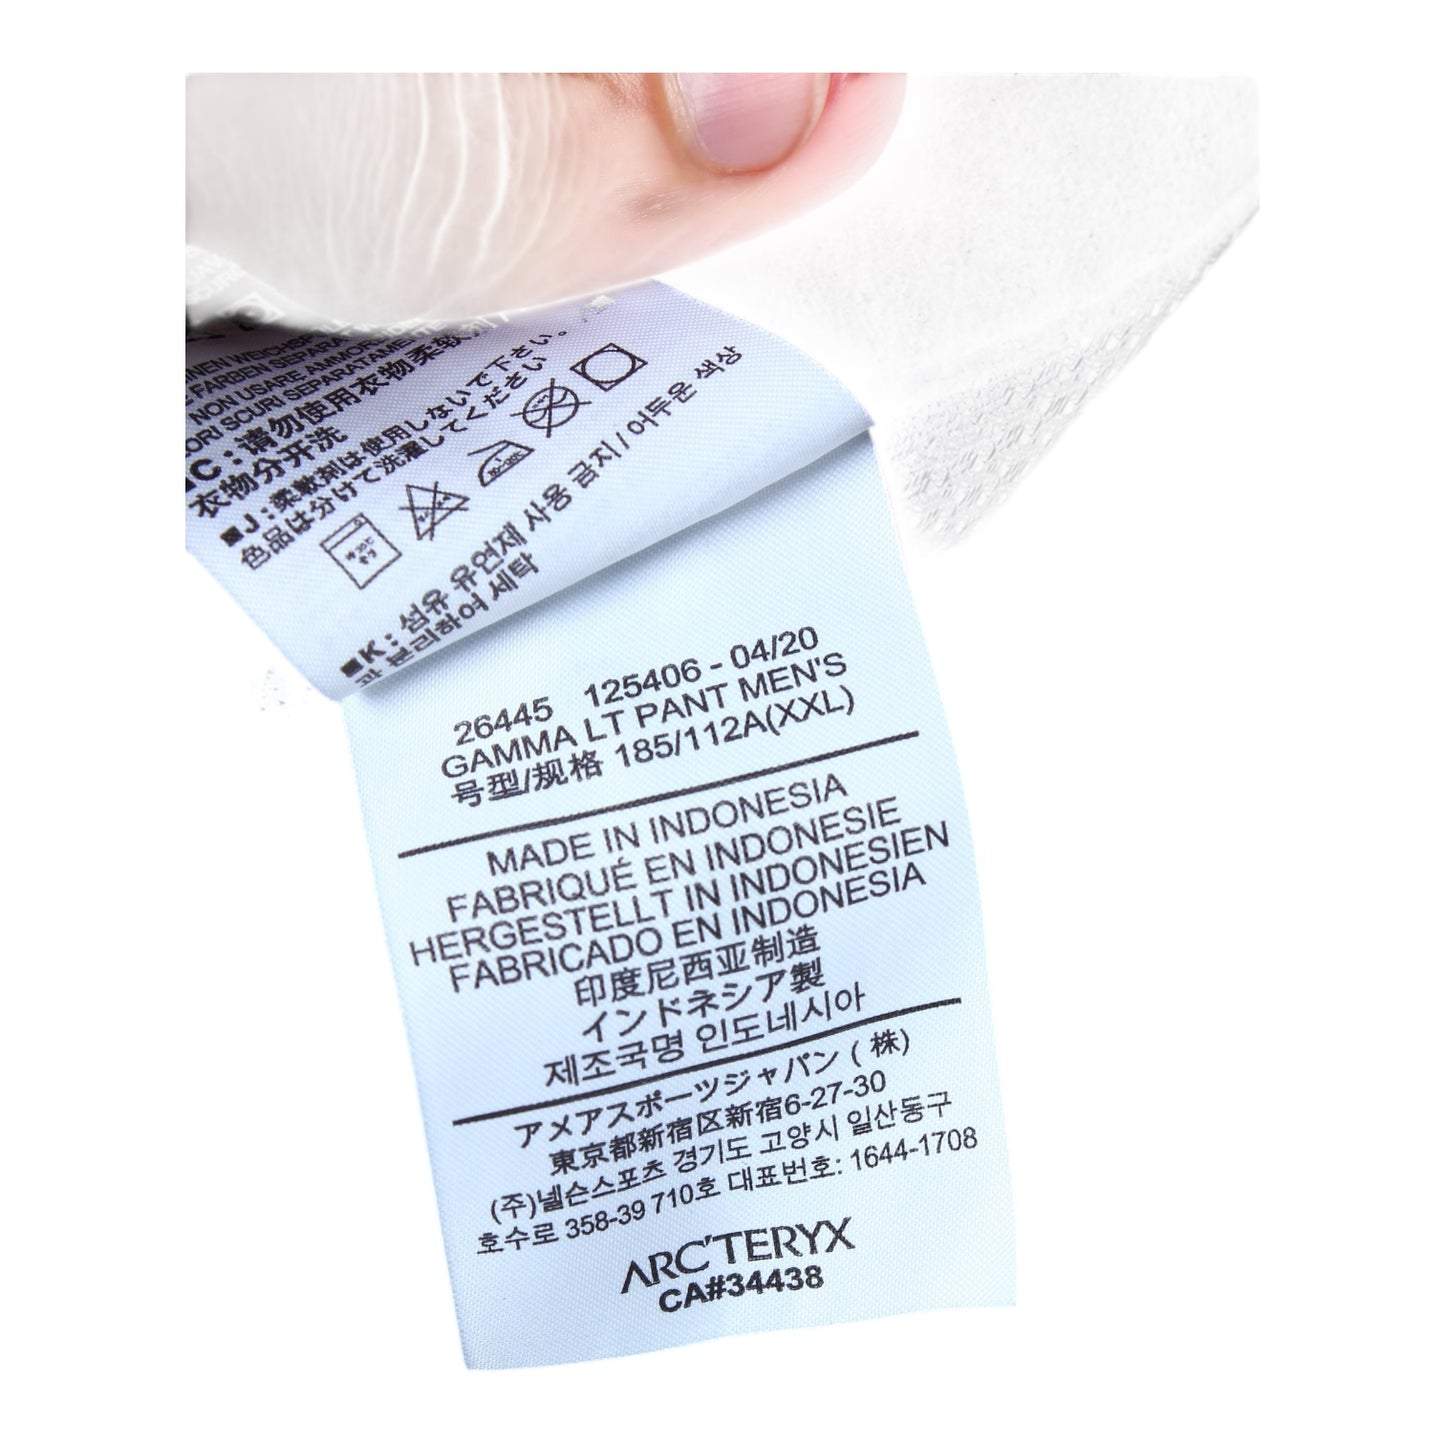 NON USARE AMMOR
ORI SCURI SEPARATAMENTE
C : 请勿使用衣物柔软剂 /
衣物分开洗
■J : 柔軟剤は使用しないで下さい。/
色品は分けて洗濯してください
■K : 섬유 유연제 사용 금지 / 어두운 색상
과 분리하여 세탁
26445 125406 - 04/20
GAMMA LT PANT MEN'S
号型/规格 185/112A(XXL)
MADE IN INDONESIA
FABRIQUÉ EN INDONESIE
HERGESTELLT IN INDONESIEN
FABRICADO EN INDONESIA
印度尼西亚制造
インドネシア製
제조국명 인도네시아
アメアスポーツジャパン ( 株)
東京都新宿区新宿6-27-30
(주)넬슨스포츠 경기도 고양시 일산동구
호수로 358-39 710호 대표번호: 1644-1708
ARC'TERYX
CA#34438